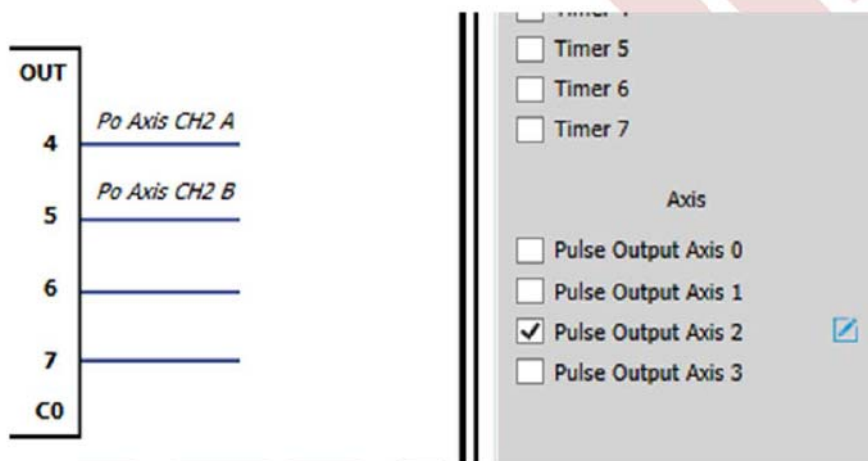 OUT
4
Po Axis CH2 A
5
Po Axis CH2 B
6
7
C0
Timer 5
Timer 6
Timer 7
Axis
Pulse Output Axis 0
Pulse Output Axis 1
Pulse Output Axis 2
Pulse Output Axis 3